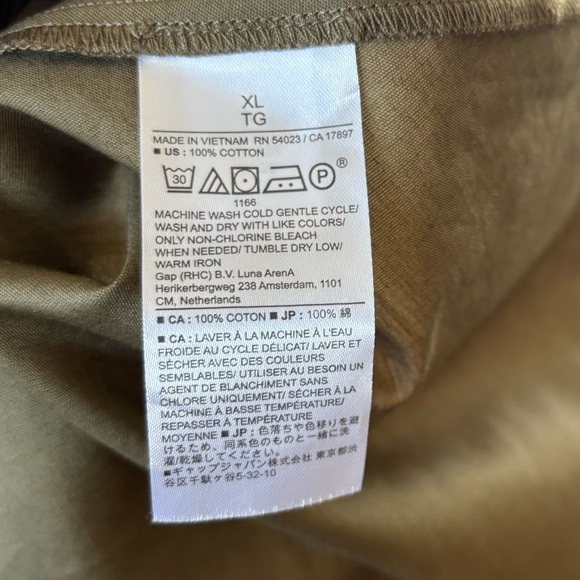 XL
TG
MADE IN VIETNAM RN 54023 / CA 17897
■ US : 100% COTTON
30 P ®
1166
MACHINE WASH COLD GENTLE CYCLE/
WASH AND DRY WITH LIKE COLORS/
ONLY NON-CHLORINE BLEACH
WHEN NEEDED/ TUMBLE DRY LOW/
WARM IRON
Gap (RHC) B.V. Luna ArenA
Herikerbergweg 238 Amsterdam, 1101
CM, Netherlands
■ CA : 100% COTON ■ JP : 100% 綿
■ CA : LAVER À LA MACHINE À L'EAU
FROIDE AU CYCLE DÉLICAT/ LAVER ET
SÉCHER AVEC DES COULEURS
SEMBLABLES/ UTILISER AU BESOIN UN
AGENT DE BLANCHIMENT SANS
CHLORE UNIQUEMENT/ SÉCHER À LA
MACHINE À BASSE TEMPÉRATURE/
REPASSER À TEMPÉRATURE
MOYENNE ■ JP : 色落ちや色移りを避
けるため、同系色のものと一緒に洗
濯/乾燥してください。
■ギャップジャパン株式会社 東京都渋
谷区千駄ヶ谷5-32-10